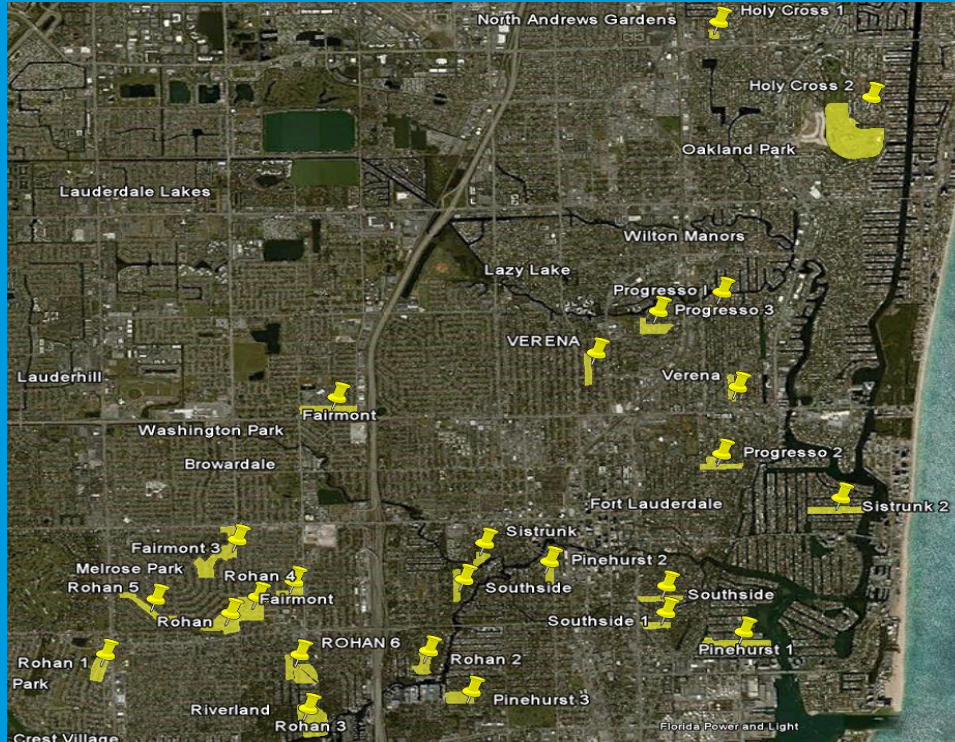 Holy Cross 1
North Andrews Gardens
Holy Cross 2
Oakland Park
Lauderdale Lakes
Wilton Manors
Lazy Lake
Progresso I
Progresso 3
VERENA
Verena
Lauderhill
Fairmont
Washington Park
Browardale
Progresso 2
Fort Lauderdale
Sistrunk 2
Sistrunk
Fairmont 3
Pinehurst 2
Melrose Park
Rohan 4
Rohan 5
Southside
Southside
Fairmont
Rohan
Southside 1
ROHAN 6
Pinehurst 1
Rohan 2
Rohan 1
Park
Pinehurst 3
Riverland
Rohan 3
Florida Power and Light
Crest Village